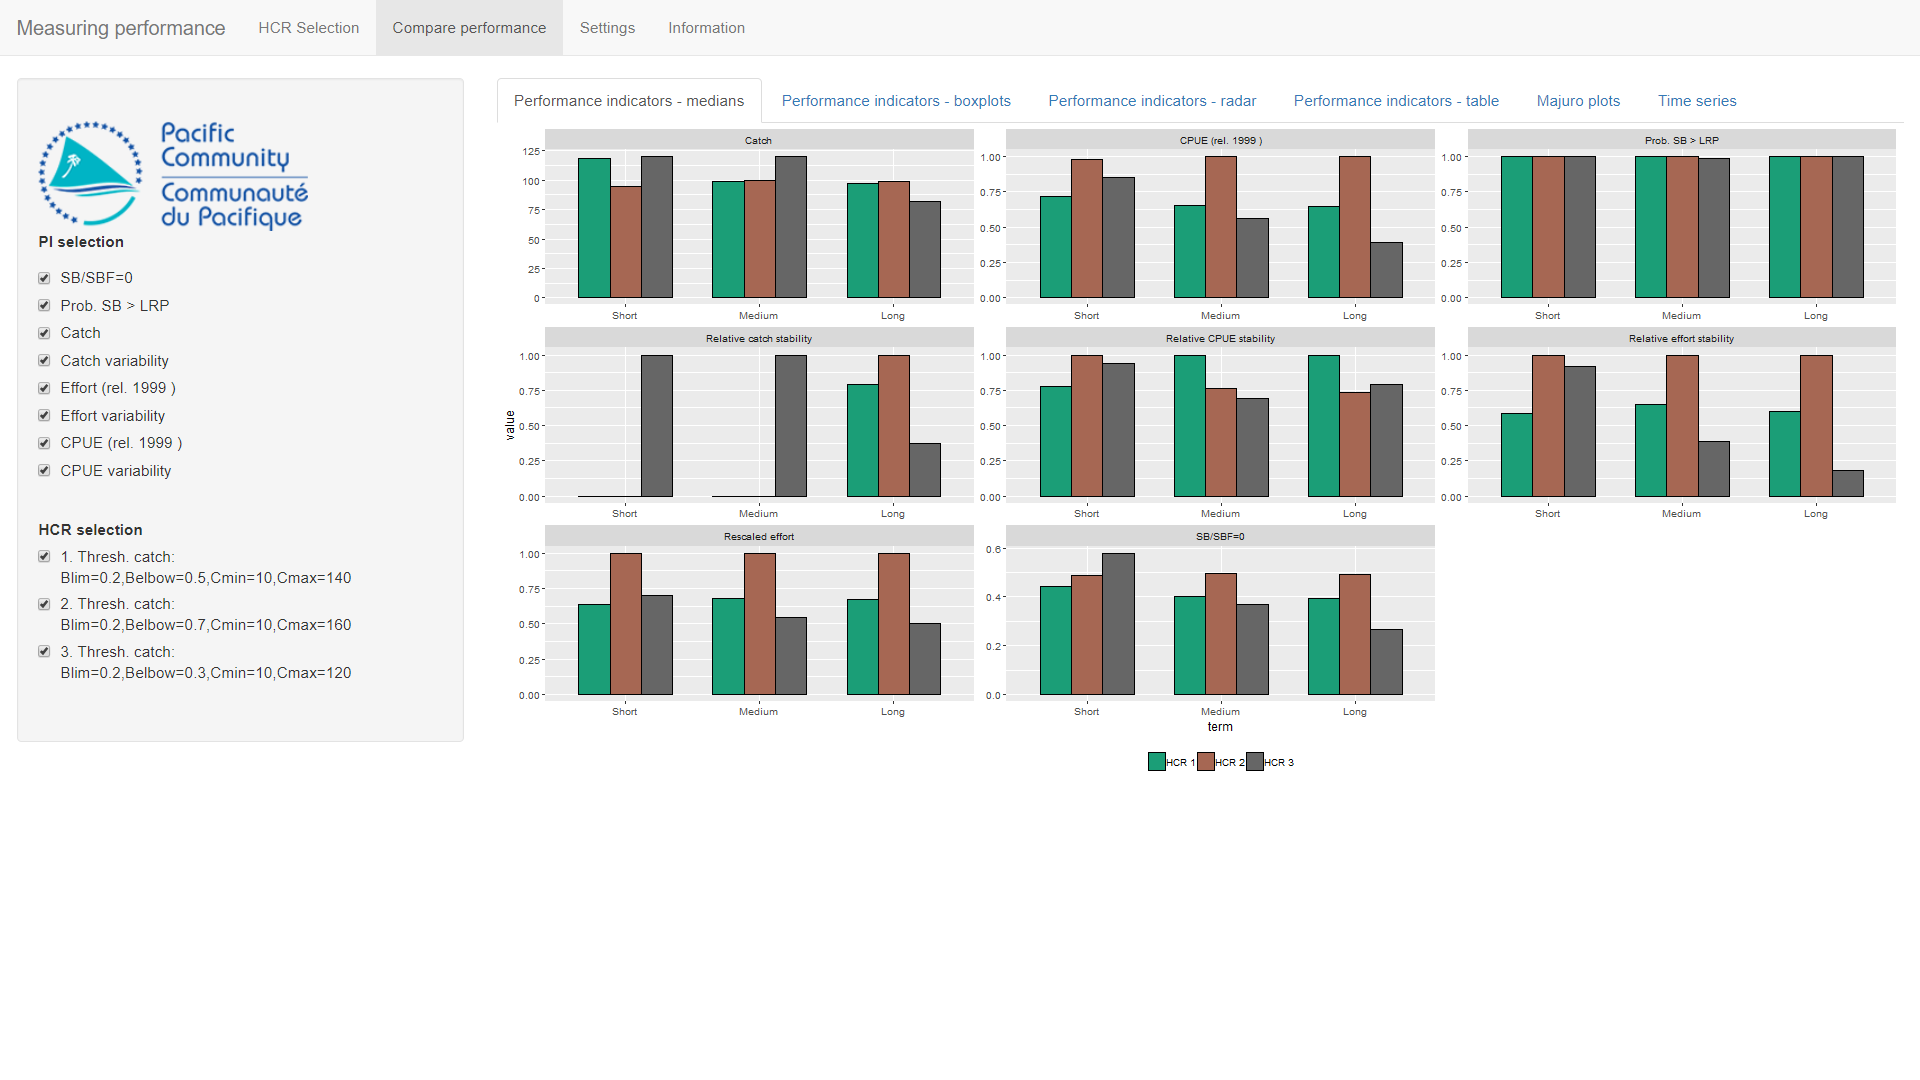 Measuring performance HCR Selection Compare performance Settings Information
Pacific
Community
Communauté
du Pacifique
PI selection
SB/SBF=0
Prob. SB > LRP
Catch
Catch variability
Effort (rel. 1999 )
Effort variability
CPUE (rel. 1999 )
CPUE variability
HCR selection
1. Thresh. catch:
Blim=0.2,Belbow=0.5,Cmin=10,Cmax=140
2. Thresh. catch:
Blim=0.2,Belbow=0.7,Cmin=10,Cmax=160
3. Thresh. catch:
Blim=0.2,Belbow=0.3,Cmin=10,Cmax=120
Performance indicators - medians Performance indicators - boxplots Performance indicators - radar Performance indicators - table Majuro plots Time series
Catch
125
100
75
50
25
0
Short Medium Long
CPUE (rel. 1999 )
1.00
0.75
0.50
0.25
0.00
Short Medium Long
Prob. SB > LRP
1.00
0.75
0.50
0.25
0.00
Short Medium Long
value
Relative catch stability
1.00
0.75
0.50
0.25
0.00
Short Medium Long
Relative CPUE stability
1.00
0.75
0.50
0.25
0.00
Short Medium Long
Relative effort stability
1.00
0.75
0.50
0.25
0.00
Short Medium Long
Rescaled effort
1.00
0.75
0.50
0.25
0.00
Short Medium Long
SB/SBF=0
0.6
0.4
0.2
0.0
Short Medium Long
term
HCR 1 HCR 2 HCR 3